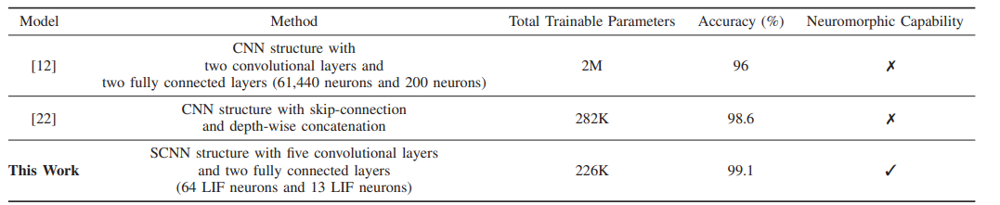 Model Method Total Trainable Parameters Accuracy (%) Neuromorphic Capability
CNN structure with
two convolutional layers and
two fully connected layers (61,440 neurons and 200 neurons)
[12] 2M 96 ✗
CNN structure with skip-connection
and depth-wise concatenation
[22] 282K 98.6 ✗
SCNN structure with five convolutional layers
This Work and two fully connected layers 226K 99.1 ✓
(64 LIF neurons and 13 LIF neurons)